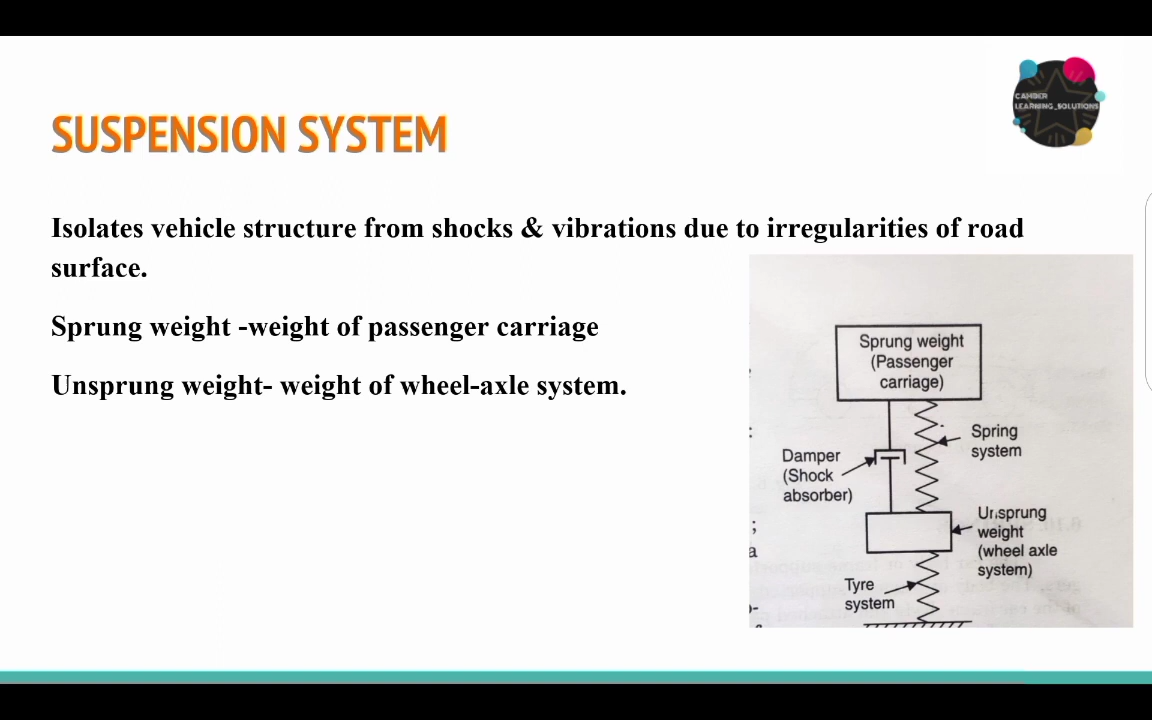 CAMBER
LEARNING_SOLUTIONS
SUSPENSION SYSTEM
Isolates vehicle structure from shocks & vibrations due to irregularities of road
surface.
Sprung weight -weight of passenger carriage
Unsprung weight- weight of wheel-axle system.
Sprung weight
(Passenger
carriage)
Spring
system
Damper
(Shock
absorber)
Unsprung
weight
(wheel axle
system)
Tyre
system
;
a